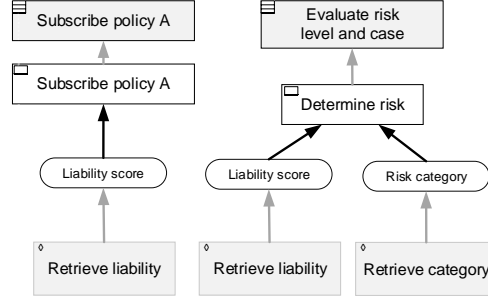 Subscribe policy A
Evaluate risk
level and case
Subscribe policy A
Determine risk
Liability score
Liability score
Risk category
Retrieve liability
Retrieve liability
Retrieve category